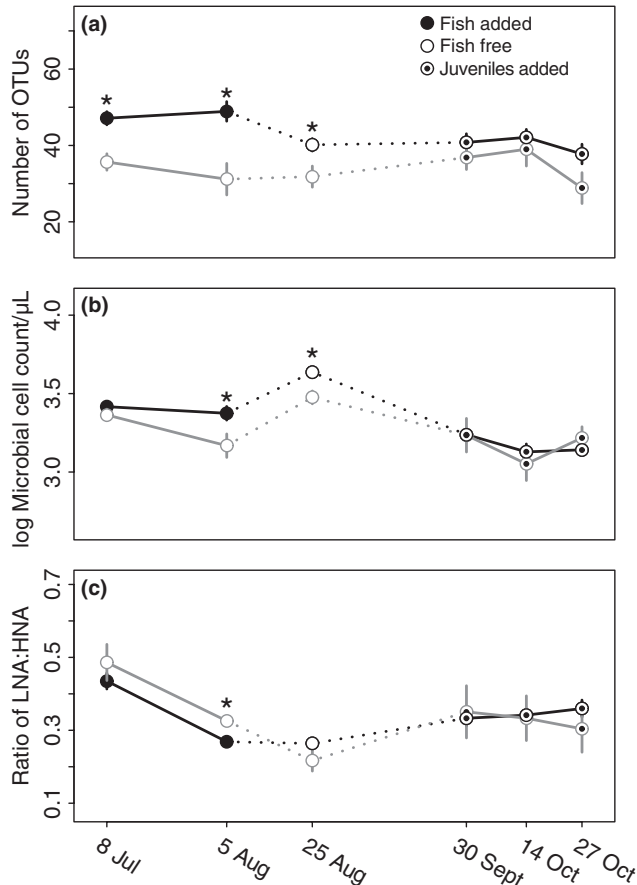 (a)
Fish added
Fish free
Juveniles added
Number of OTUs
60
40
20
*
*
*
(b)
log Microbial cell count/µL
4.0
3.5
3.0
*
*
(c)
Ratio of LNA:HNA
0.7
0.5
0.3
0.1
*
8 Jul
5 Aug
25 Aug
30 Sept
14 Oct
27 Oct